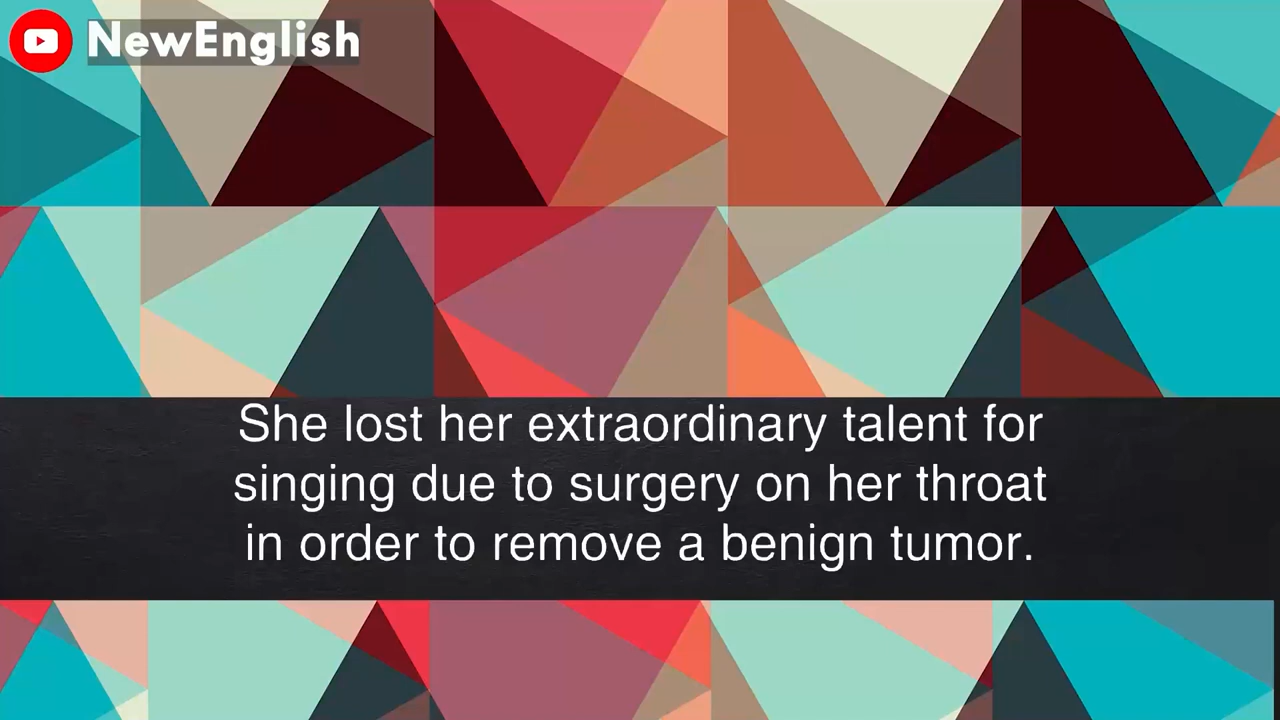 NewEnglish
She lost her extraordinary talent for
singing due to surgery on her throat
in order to remove a benign tumor.